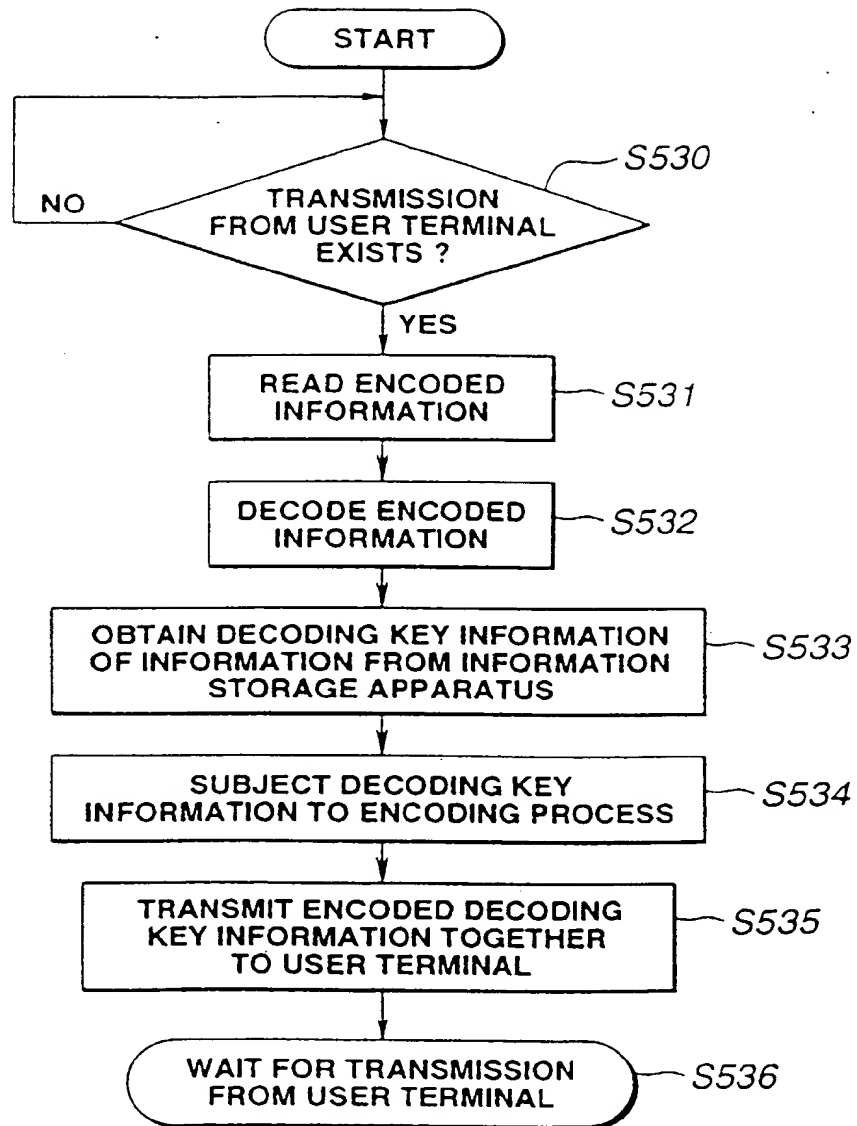 START
S530
TRANSMISSION
FROM USER TERMINAL
EXISTS ?
NO
YES
READ ENCODED
INFORMATION
S531
DECODE ENCODED
INFORMATION
S532
OBTAIN DECODING KEY INFORMATION
OF INFORMATION FROM INFORMATION
STORAGE APPARATUS
S533
SUBJECT DECODING KEY
INFORMATION TO ENCODING PROCESS
S534
TRANSMIT ENCODED DECODING
KEY INFORMATION TOGETHER
TO USER TERMINAL
S535
WAIT FOR TRANSMISSION
FROM USER TERMINAL
S536